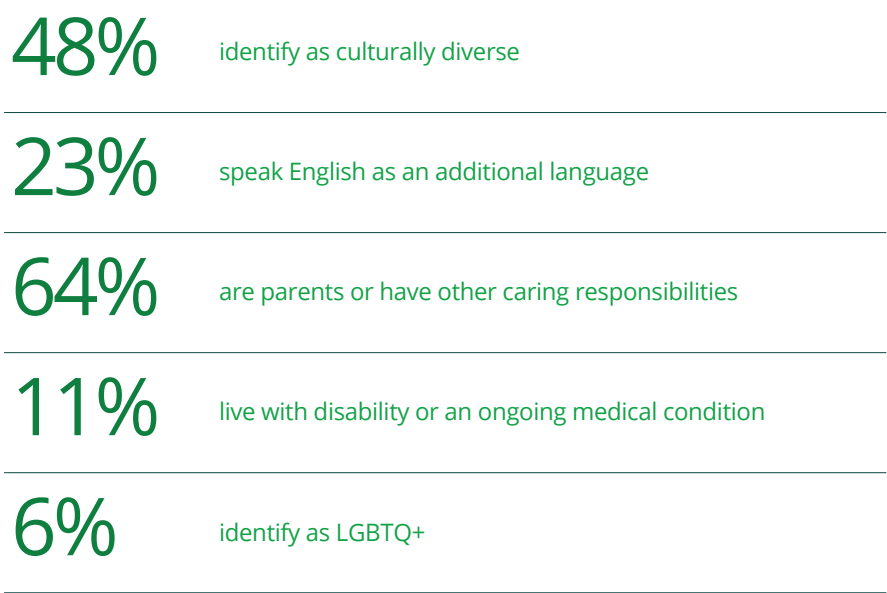 48% identify as culturally diverse
23% speak English as an additional language
64% are parents or have other caring responsibilities
11% live with disability or an ongoing medical condition
6% identify as LGBTQ+